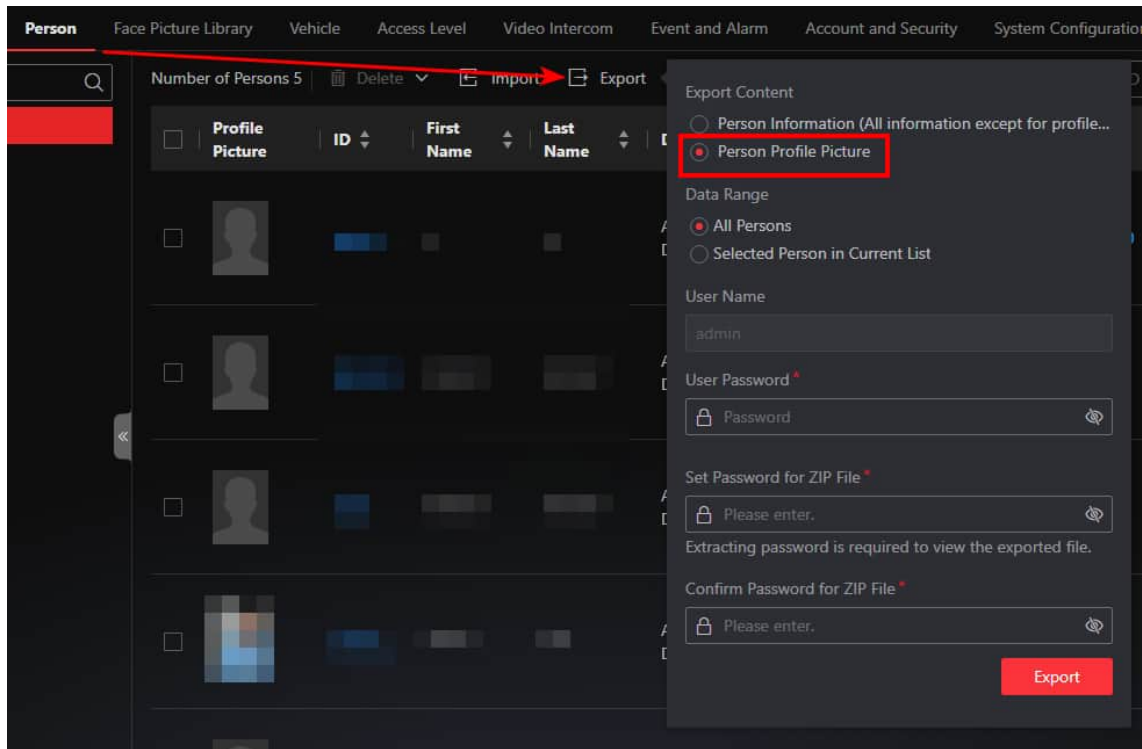 Person Face Picture Library Vehicle Access Level Video Intercom Event and Alarm Account and Security System Configuration
Number of Persons 5 Delete Import Export
Profile Picture ID First Name Last Name
Export Content
Person Information (All information except for profile...
Person Profile Picture
Data Range
All Persons
Selected Person in Current List
User Name
admin
User Password *
Password
Set Password for ZIP File *
Please enter.
Extracting password is required to view the exported file.
Confirm Password for ZIP File *
Please enter.
Export